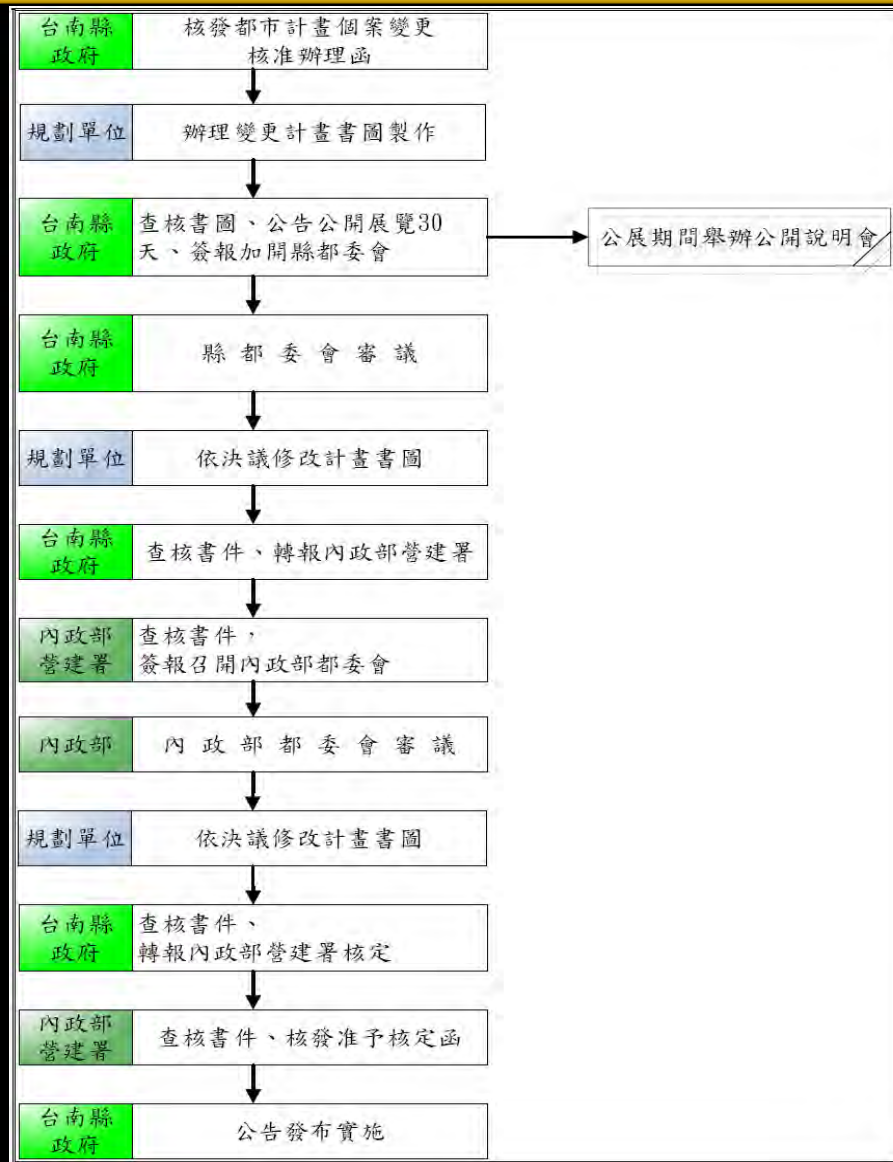 台南縣
政府
核發都市計畫個案變更
核准辦理函
規劃單位
辦理變更計畫書圖製作
台南縣
政府
查核書圖、公告公開展覽30
天、簽報加開縣都委會
公展期間舉辦公開說明會
台南縣
政府
縣都委會審議
規劃單位
依決議修改計畫書圖
台南縣
政府
查核書件、轉報內政部營建署
內政部
營建署
查核書件，
簽報召開內政部都委會
內政部
內政部都委會審議
規劃單位
依決議修改計畫書圖
台南縣
政府
查核書件、
轉報內政部營建署核定
內政部
營建署
查核書件、核發准予核定函
台南縣
政府
公告發布實施